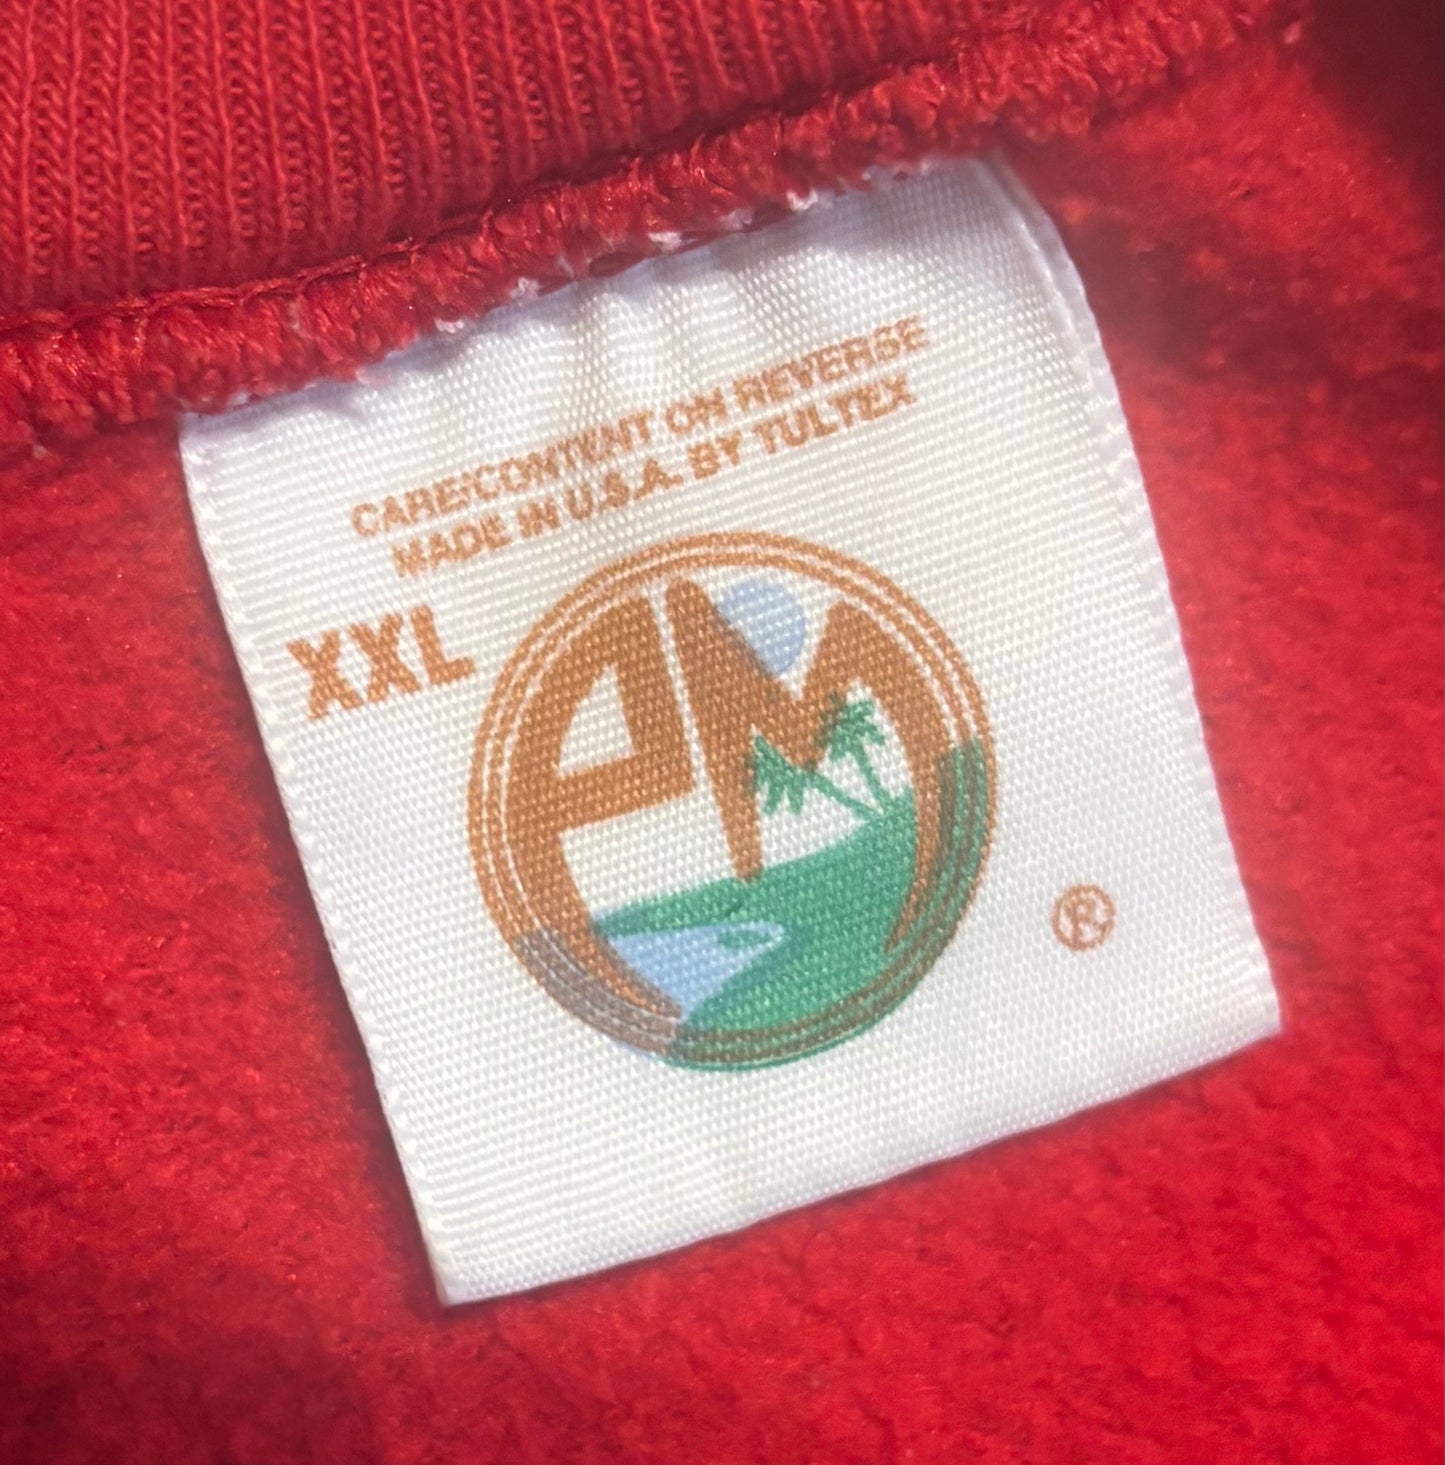 CARE/CONTENT ON REVERSE
MADE IN U.S.A. BY TULTEX
XXL
PM
®